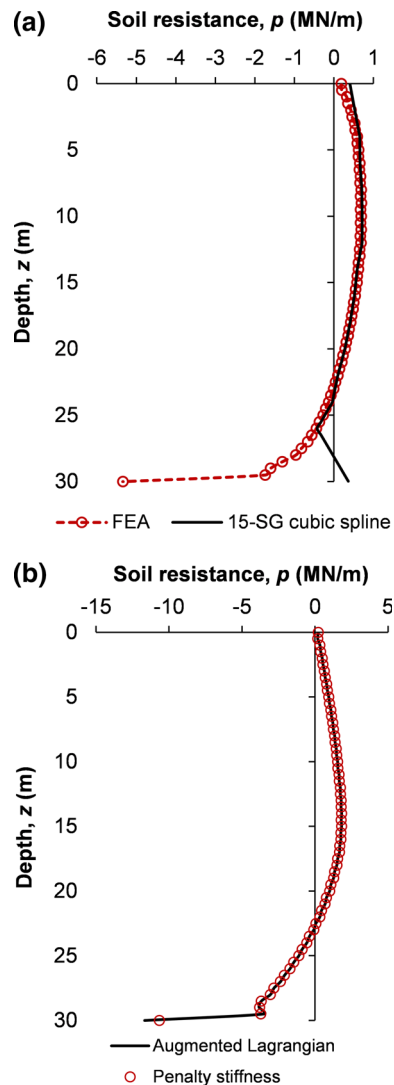 (a)
Soil resistance, p (MN/m)
-6 -5 -4 -3 -2 -1 0 1
0
5
10
15
20
25
30
Depth, z (m)
FEA 15-SG cubic spline
(b)
Soil resistance, p (MN/m)
-15 -10 -5 0 5
0
5
10
15
20
25
30
Depth, z (m)
Augmented Lagrangian
Penalty stiffness